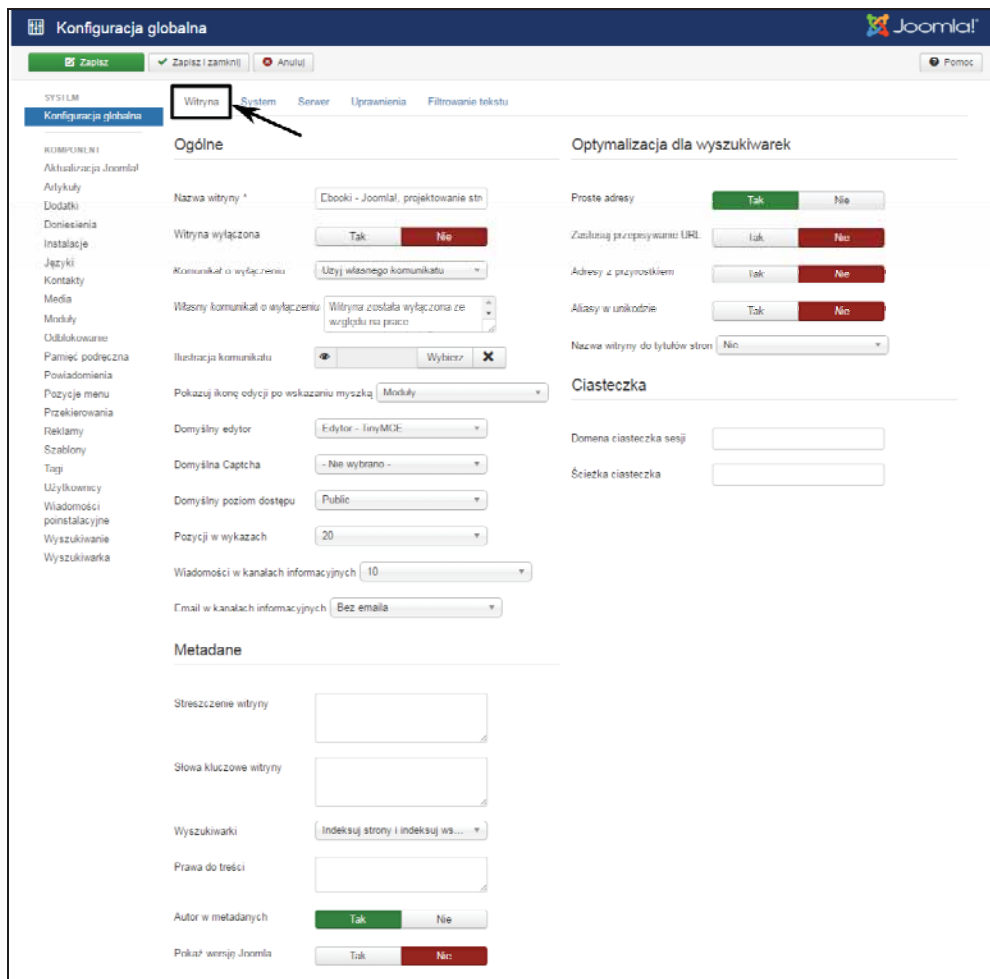 Konfiguracja globalna
Joomla!
Zapisz
Zapisz i zamknij
Anuluj
Pomoc
SYSTEM
Konfiguracja globalna
KOMPONENT
Aktualizacja Joomla!
Artykuły
Dodatki
Doniesienia
Instalacje
Języki
Kontakty
Media
Moduły
Odblokowanie
Pamięć podręczna
Powiadomienia
Pozycje menu
Przekierowania
Reklamy
Szablony
Tagi
Użytkownicy
Wiadomości
poinstalacyjne
Wyszukiwanie
Wyszukiwarka
Witryna System Serwer Uprawnienia Filtrowanie tekstu
Ogólne
Nazwa witryny * Ebooki - Joomla!, projektowanie str
Witryna wyłączona Tak Nie
Komunikat o wyłączeniu Użyj własnego komunikatu
Własny komunikat o wyłączeniu Witryna została wyłączona ze
względu na prace
Ilustracja komunikatu Wybierz
Pokazuj ikonę edycji po wskazaniu myszką Moduły
Domyślny edytor Edytor - TinyMCE
Domyślna Captcha - Nie wybrano -
Domyślny poziom dostępu Public
Pozycji w wykazach 20
Wiadomości w kanałach informacyjnych 10
Email w kanałach informacyjnych Bez emaila
Metadane
Streszczenie witryny
Słowa kluczowe witryny
Wyszukiwarki Indeksuj strony i indeksuj ws...
Prawa do treści
Autor w metadanych Tak Nie
Pokaż wersję Joomla Tak Nie
Optymalizacja dla wyszukiwarek
Proste adresy Tak Nie
Zastosuj przepisywanie URL Tak Nie
Adresy z przyrostkiem Tak Nie
Aliasy w unikodzie Tak Nie
Nazwa witryny do tytułów stron Nie
Ciasteczka
Domena ciasteczka sesji
Ścieżka ciasteczka